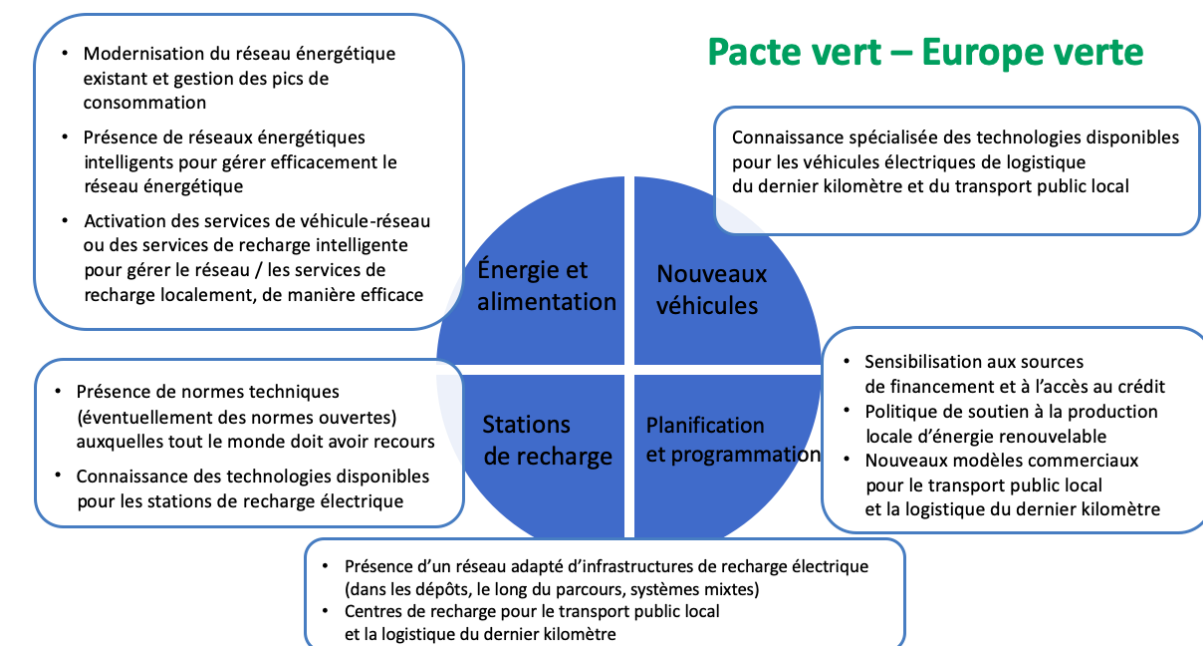 Pacte vert – Europe verte
• Modernisation du réseau énergétique
existant et gestion des pics de
consommation
• Présence de réseaux énergétiques
intelligents pour gérer efficacement le
réseau énergétique
• Activation des services de véhicule-réseau
ou des services de recharge intelligente
pour gérer le réseau / les services de
recharge localement, de manière efficace
Connaissance spécialisée des technologies disponibles
pour les véhicules électriques de logistique
du dernier kilomètre et du transport public local
Énergie et
alimentation
Nouveaux
véhicules
• Présence de normes techniques
(éventuellement des normes ouvertes)
auxquelles tout le monde doit avoir recours
• Connaissance des technologies disponibles
pour les stations de recharge électrique
Stations
de recharge
Planification
et programmation
• Sensibilisation aux sources
de financement et à l’accès au crédit
• Politique de soutien à la production
locale d’énergie renouvelable
• Nouveaux modèles commerciaux
pour le transport public local
et la logistique du dernier kilomètre
• Présence d’un réseau adapté d’infrastructures de recharge électrique
(dans les dépôts, le long du parcours, systèmes mixtes)
• Centres de recharge pour le transport public local
et la logistique du dernier kilomètre